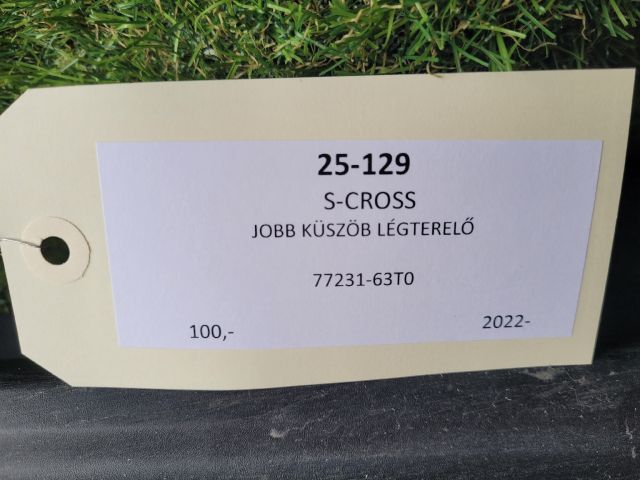 25-129
S-CROSS
JOBB KÜSZÖB LÉGTERELŐ
77231-63T0
100,- 2022-